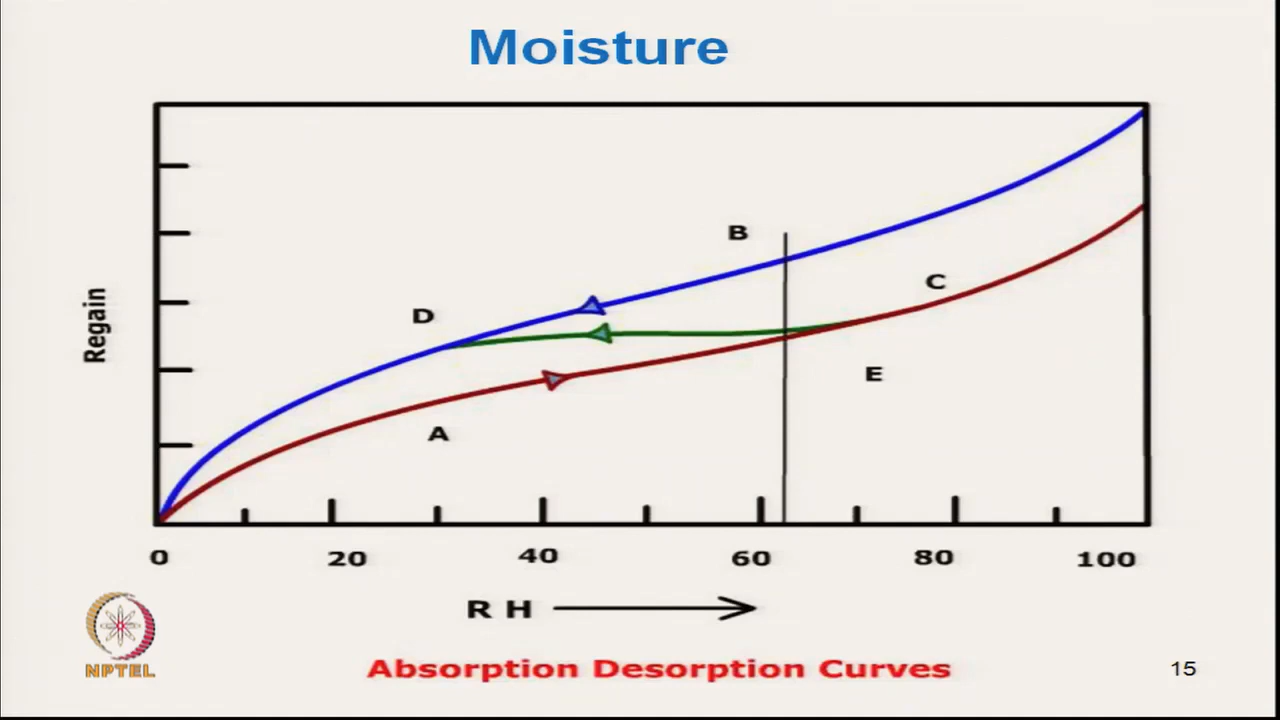 Moisture
B
C
D
Regain
E
A
0 20 40 60 80 100
R H
NPTEL
Absorption Desorption Curves
15